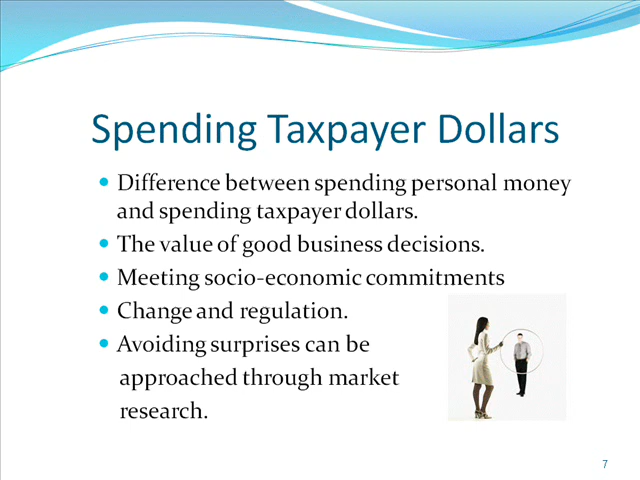 Spending Taxpayer Dollars
• Difference between spending personal money
and spending taxpayer dollars.
• The value of good business decisions.
• Meeting socio-economic commitments
• Change and regulation.
• Avoiding surprises can be
approached through market
research.
7